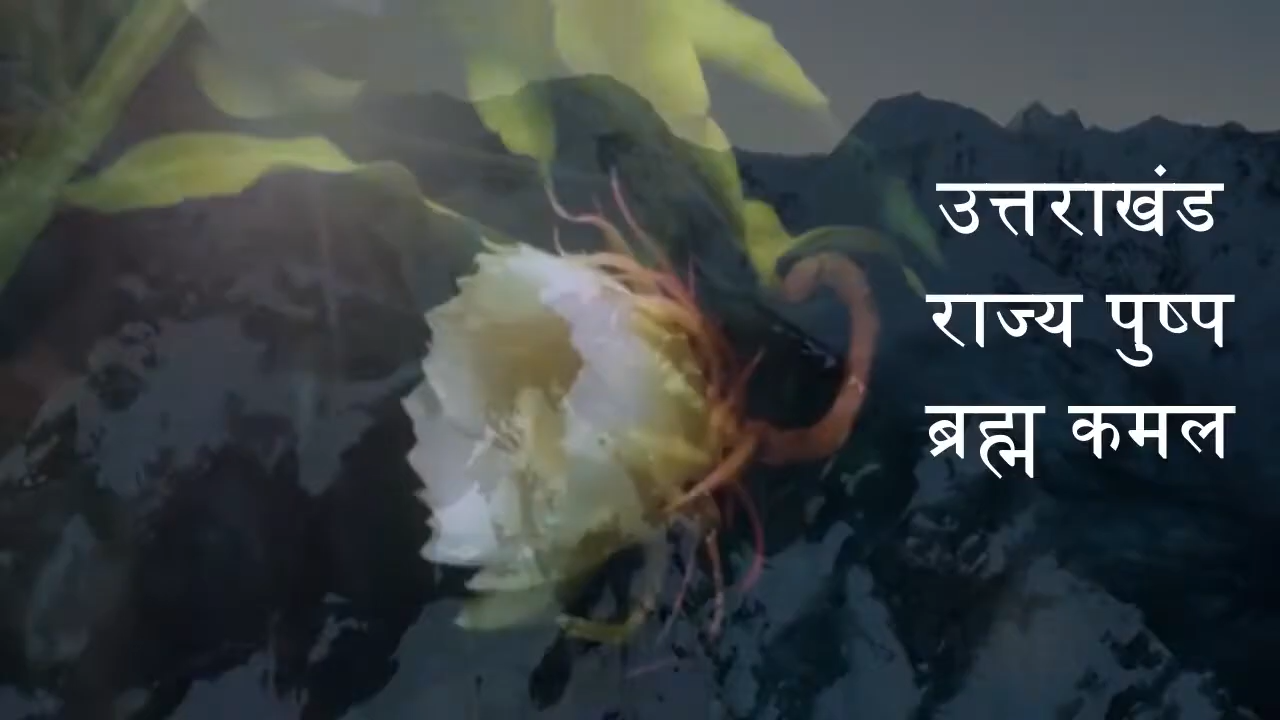 उत्तराखंड
राज्य पुष्प
ब्रह्म कमल